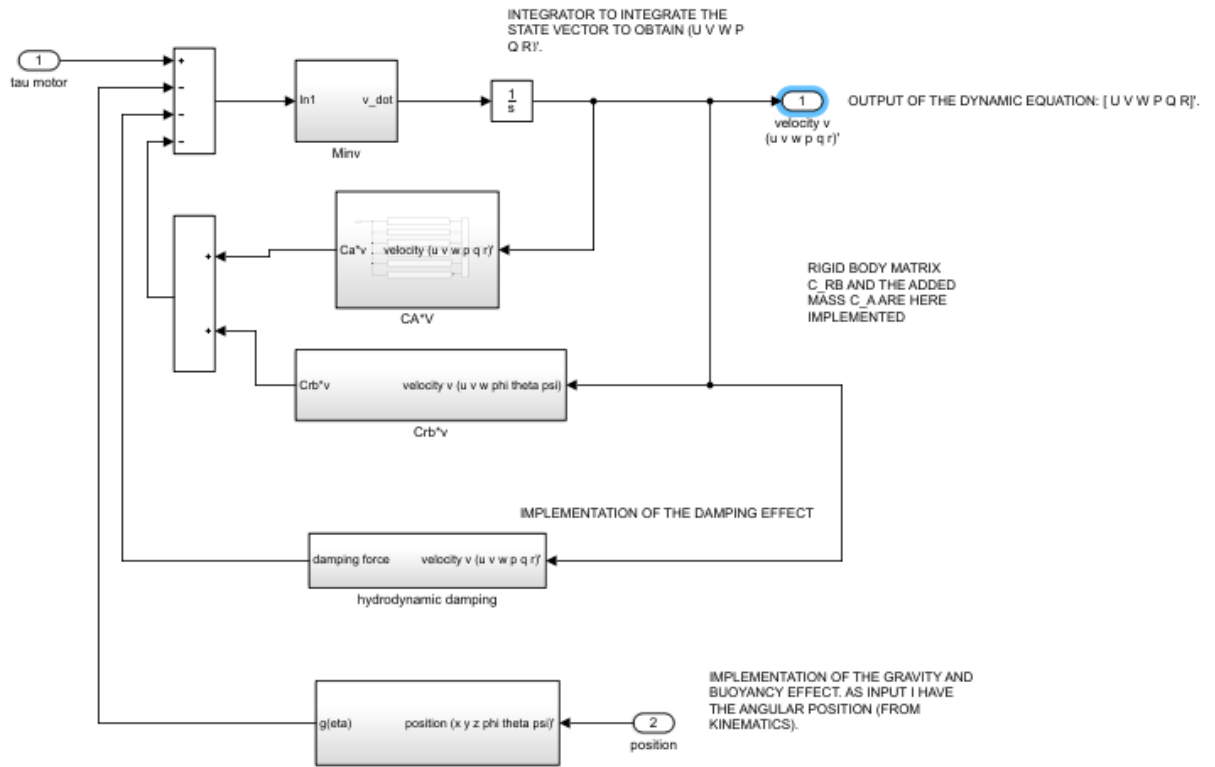 INTEGRATOR TO INTEGRATE THE
STATE VECTOR TO OBTAIN (U V W P
Q R)'.
1
tau motor
+
−
−
−
In1 v_dot
Minv
1
s
1
velocity v
(u v w p q r)'
OUTPUT OF THE DYNAMIC EQUATION: [ U V W P Q R]'.
+
+
Ca*v velocity (u v w p q r)'
CA*V
RIGID BODY MATRIX
C_RB AND THE ADDED
MASS C_A ARE HERE
IMPLEMENTED
Crb*v velocity v (u v w phi theta psi)
Crb*v
IMPLEMENTATION OF THE DAMPING EFFECT
damping force velocity v (u v w p q r)'
hydrodynamic damping
IMPLEMENTATION OF THE GRAVITY AND
BUOYANCY EFFECT. AS INPUT I HAVE
THE ANGULAR POSITION (FROM
KINEMATICS).
g(eta) position (x y z phi theta psi)'
2
position